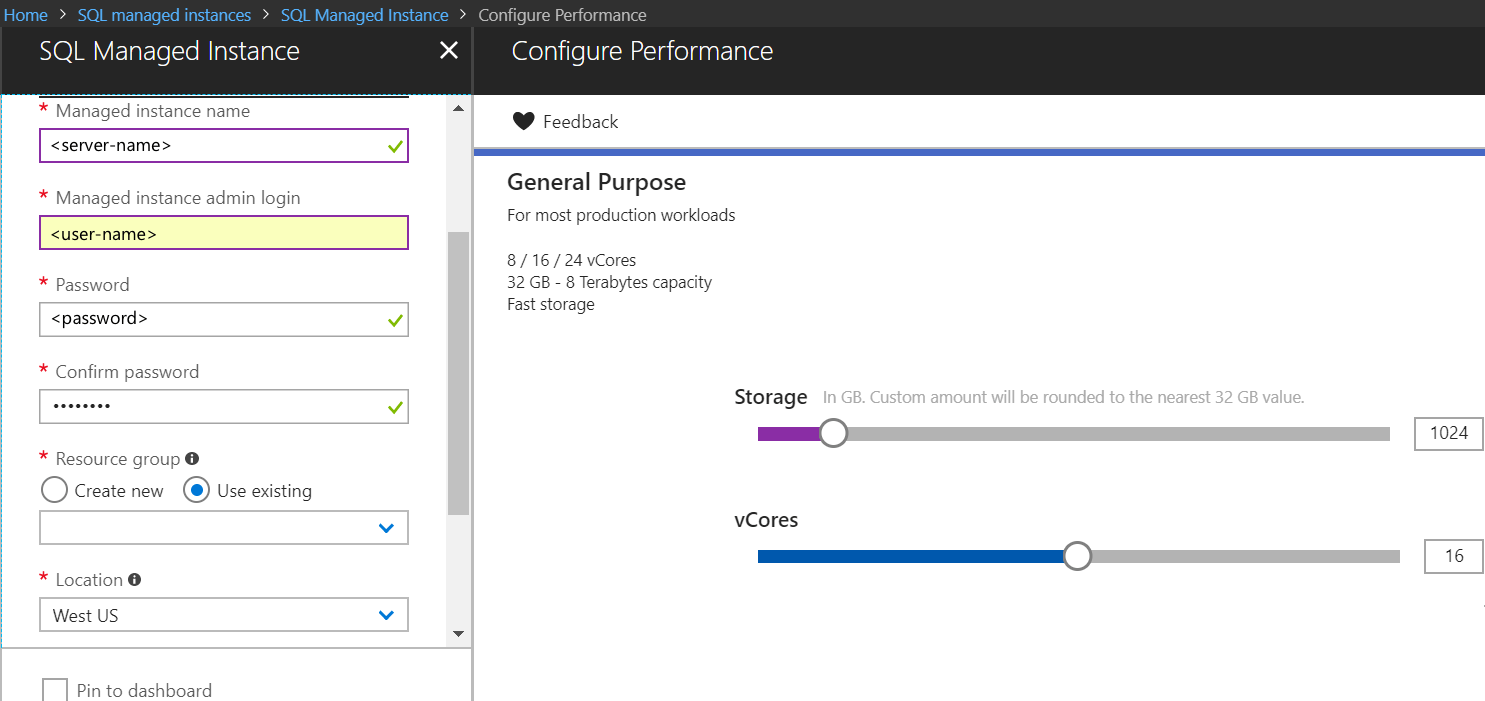 Home > SQL managed instances > SQL Managed Instance > Configure Performance
SQL Managed Instance
* Managed instance name
<server-name>
* Managed instance admin login
<user-name>
* Password
<password>
* Confirm password
••••••••
* Resource group
Create new Use existing
* Location
West US
Pin to dashboard
Configure Performance
Feedback
General Purpose
For most production workloads
8 / 16 / 24 vCores
32 GB - 8 Terabytes capacity
Fast storage
Storage In GB. Custom amount will be rounded to the nearest 32 GB value.
1024
vCores
16